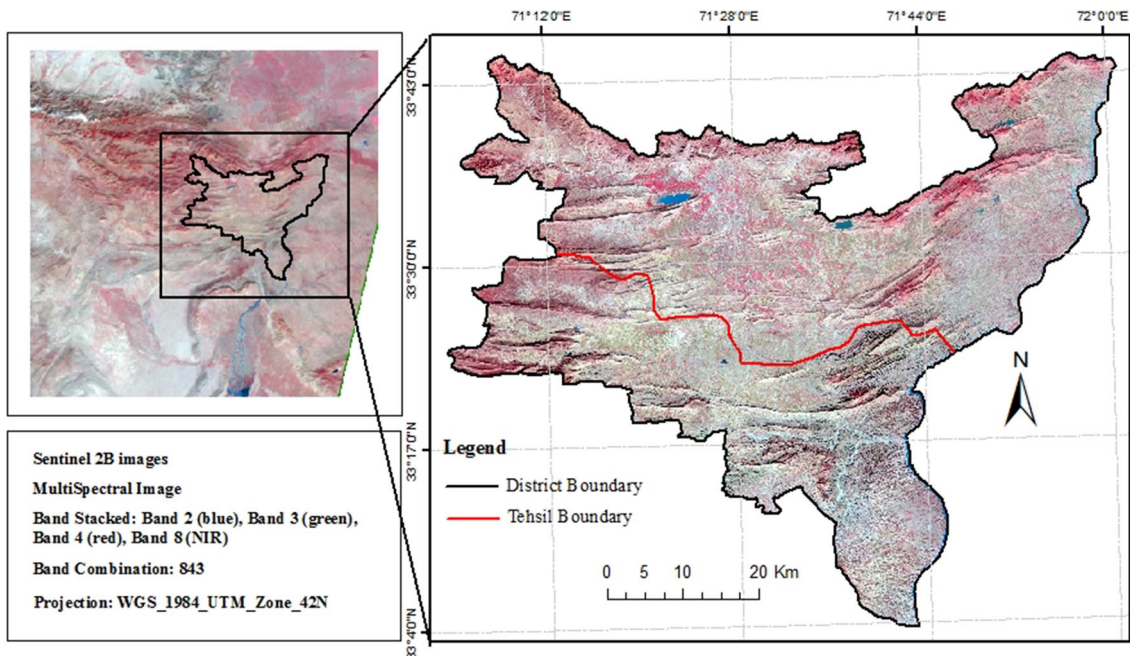 71°12'0"E 71°28'0"E 71°44'0"E 72°0'0"E
33°43'0"N
33°30'0"N
33°17'0"N
33°4'0"N
N
Legend
District Boundary
Tehsil Boundary
0 5 10 20 Km
Sentinel 2B images
MultiSpectral Image
Band Stacked: Band 2 (blue), Band 3 (green),
Band 4 (red), Band 8 (NIR)
Band Combination: 843
Projection: WGS_1984_UTM_Zone_42N